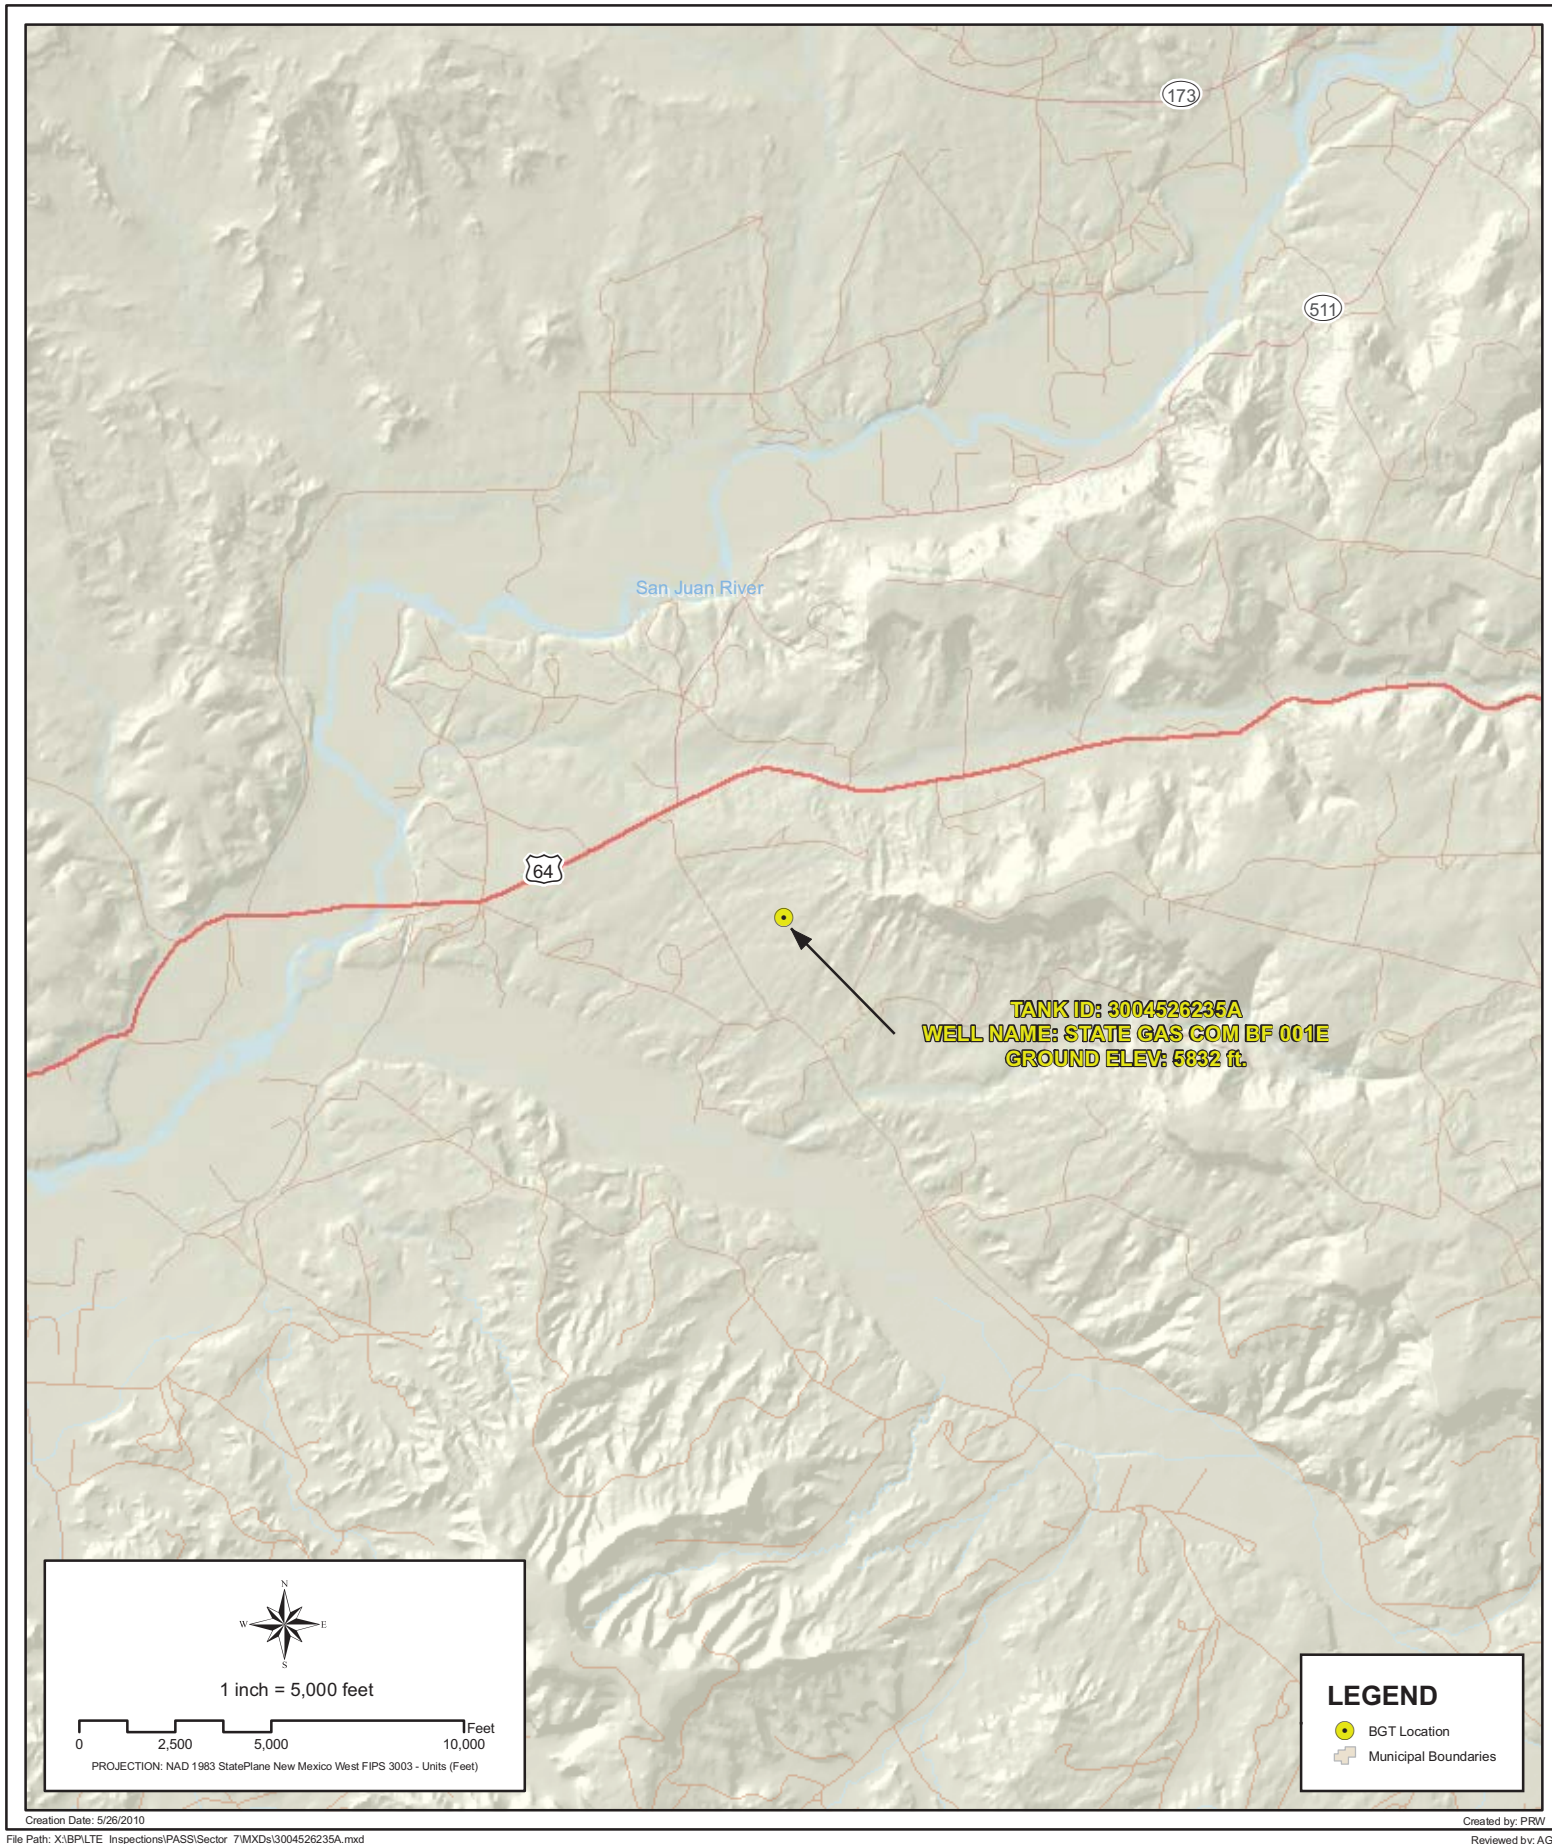 173
511
San Juan River
64
TANK ID: 3004526235A
WELL NAME: STATE GAS COM BF 001E
GROUND ELEV: 5832 ft.
N
W E
S
1 inch = 5,000 feet
Feet
0 2,500 5,000 10,000
PROJECTION: NAD 1983 StatePlane New Mexico West FIPS 3003 - Units (Feet)
LEGEND
BGT Location
Municipal Boundaries
Creation Date: 5/26/2010
Created by: PRW
File Path: X:\BP\LTE_Inspections\PASS\Sector_7\MXDs\3004526235A.mxd
Reviewed by: AG